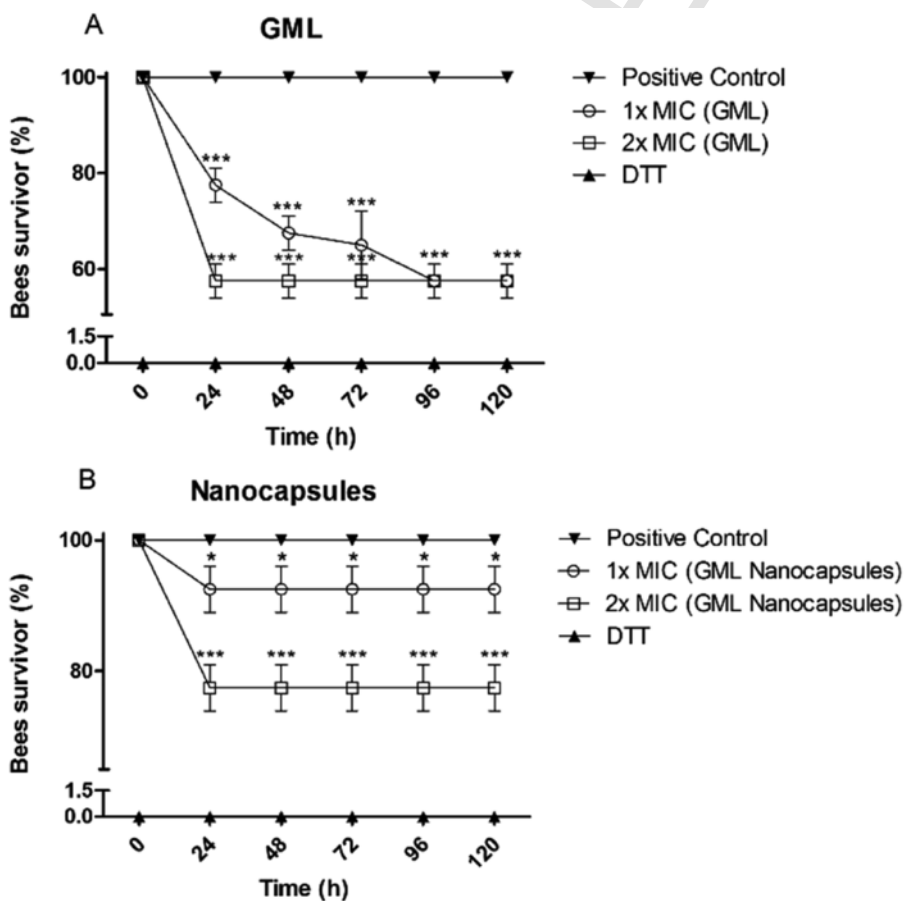 A
GML
Bees survivor (%)
100
80
60
1.5
0.0
*** *** *** *** ***
*** *** ***
0 24 48 72 96 120
Time (h)
Positive Control
1x MIC (GML)
2x MIC (GML)
DTT
B
Nanocapsules
Bees survivor (%)
100
80
1.5
0.0
* * * * *
*** *** *** *** ***
0 24 48 72 96 120
Time (h)
Positive Control
1x MIC (GML Nanocapsules)
2x MIC (GML Nanocapsules)
DTT